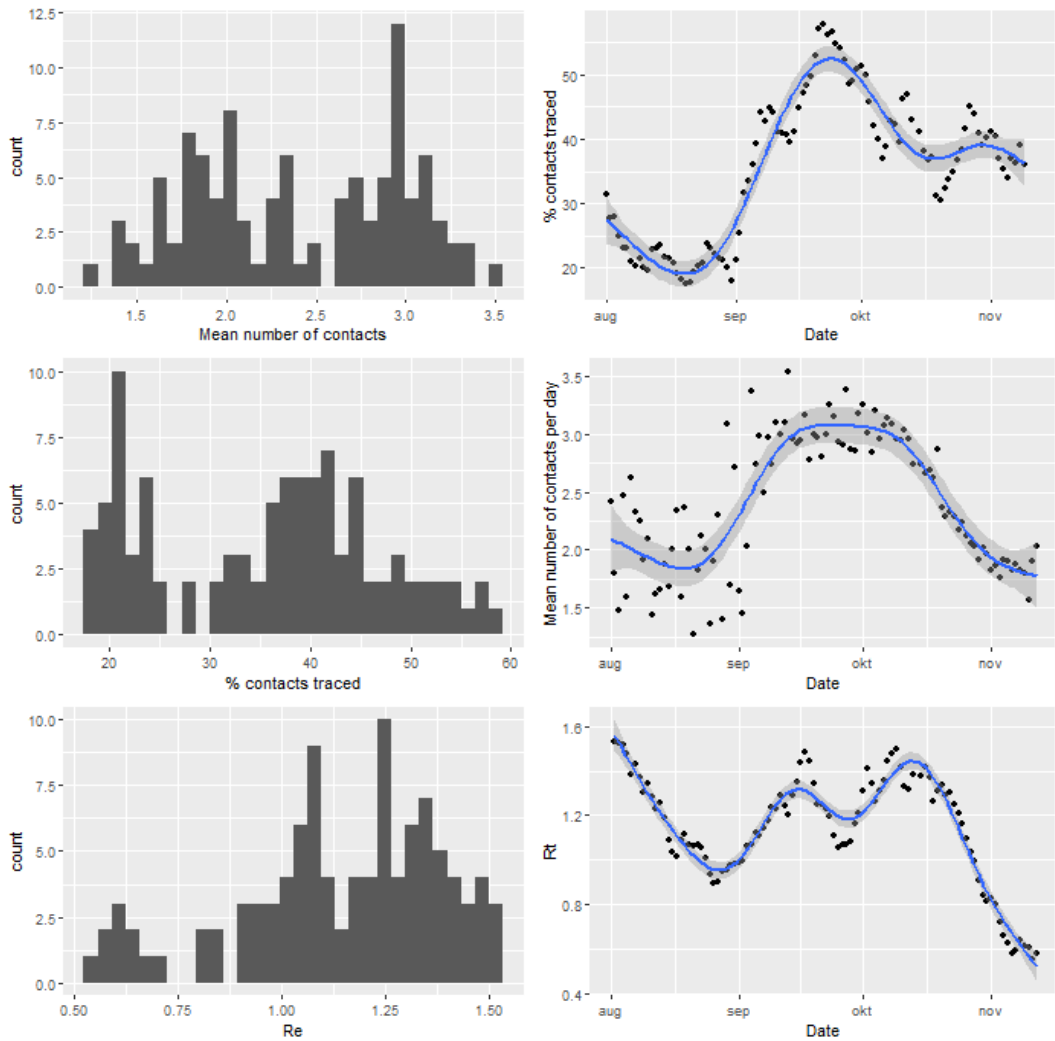 12.5
10.0
7.5
5.0
2.5
0.0
count
1.5 2.0 2.5 3.0 3.5
Mean number of contacts
50
40
30
20
% contacts traced
aug sep okt nov
Date
10.0
7.5
5.0
2.5
0.0
count
20 30 40 50 60
% contacts traced
3.5
3.0
2.5
2.0
1.5
Mean number of contacts per day
aug sep okt nov
Date
10.0
7.5
5.0
2.5
0.0
count
0.50 0.75 1.00 1.25 1.50
Re
1.6
1.2
0.8
0.4
Rt
aug sep okt nov
Date